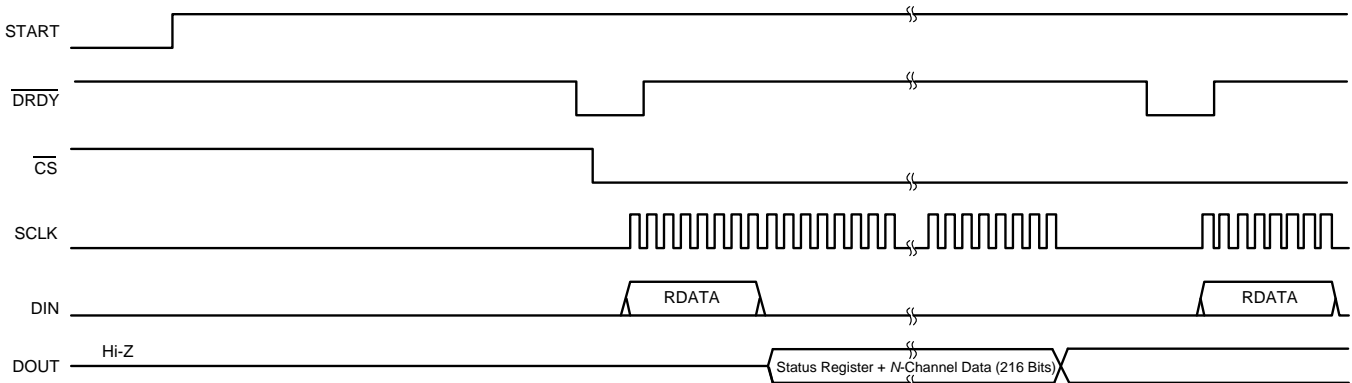 START
DRDY
CS
SCLK
DIN
RDATA
RDATA
DOUT
Hi-Z
Status Register + N-Channel Data (216 Bits)